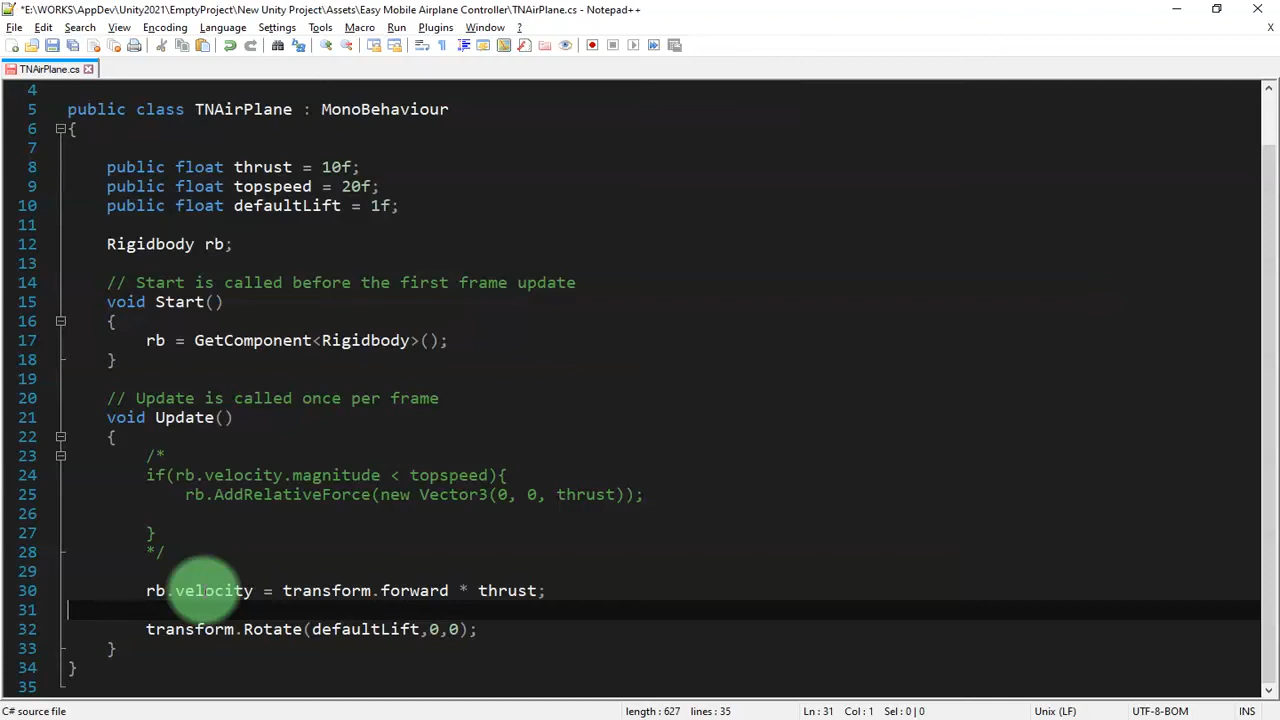 *E:\WORKS\AppDev\Unity2021\EmptyProject\New Unity Project\Assets\Easy Mobile Airplane Controller\TNAirPlane.cs - Notepad++
File Edit Search View Encoding Language Settings Tools Macro Run Plugins Window ? X
TNAirPlane.cs
4
5 public class TNAirPlane : MonoBehaviour
6 {
7
8 public float thrust = 10f;
9 public float topspeed = 20f;
10 public float defaultLift = 1f;
11
12 Rigidbody rb;
13
14 // Start is called before the first frame update
15 void Start()
16 {
17 rb = GetComponent<Rigidbody>();
18 }
19
20 // Update is called once per frame
21 void Update()
22 {
23 /*
24 if(rb.velocity.magnitude < topspeed){
25 rb.AddRelativeForce(new Vector3(0, 0, thrust));
26
27 }
28 */
29
30 rb.velocity = transform.forward * thrust;
31
32 transform.Rotate(defaultLift,0,0);
33 }
34 }
35
C# source file length : 627 lines : 35 Ln : 31 Col : 1 Sel : 0 | 0 Unix (LF) UTF-8-BOM INS